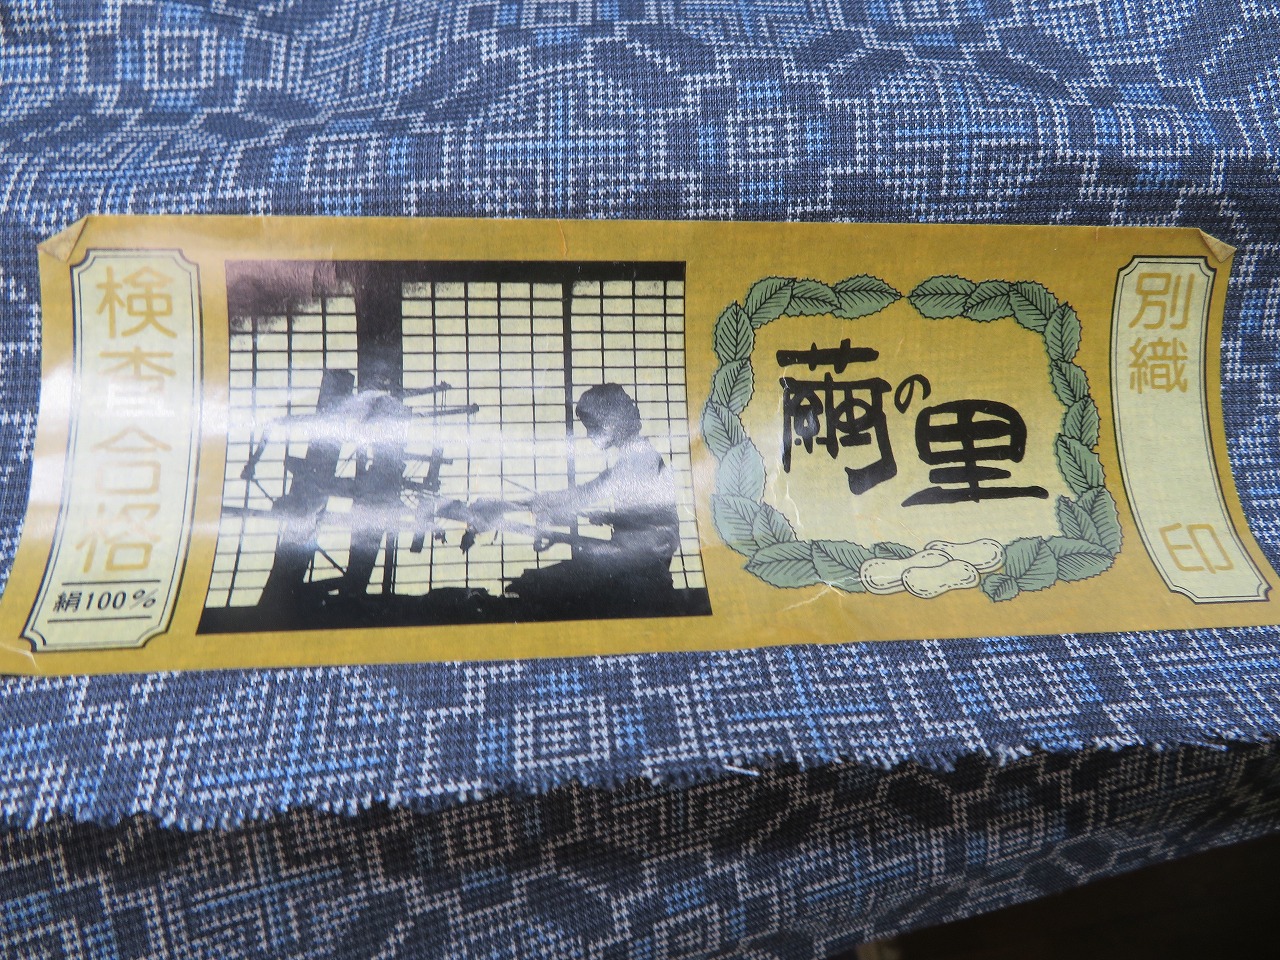 検査合格
絹100%
繭の里
別織 印